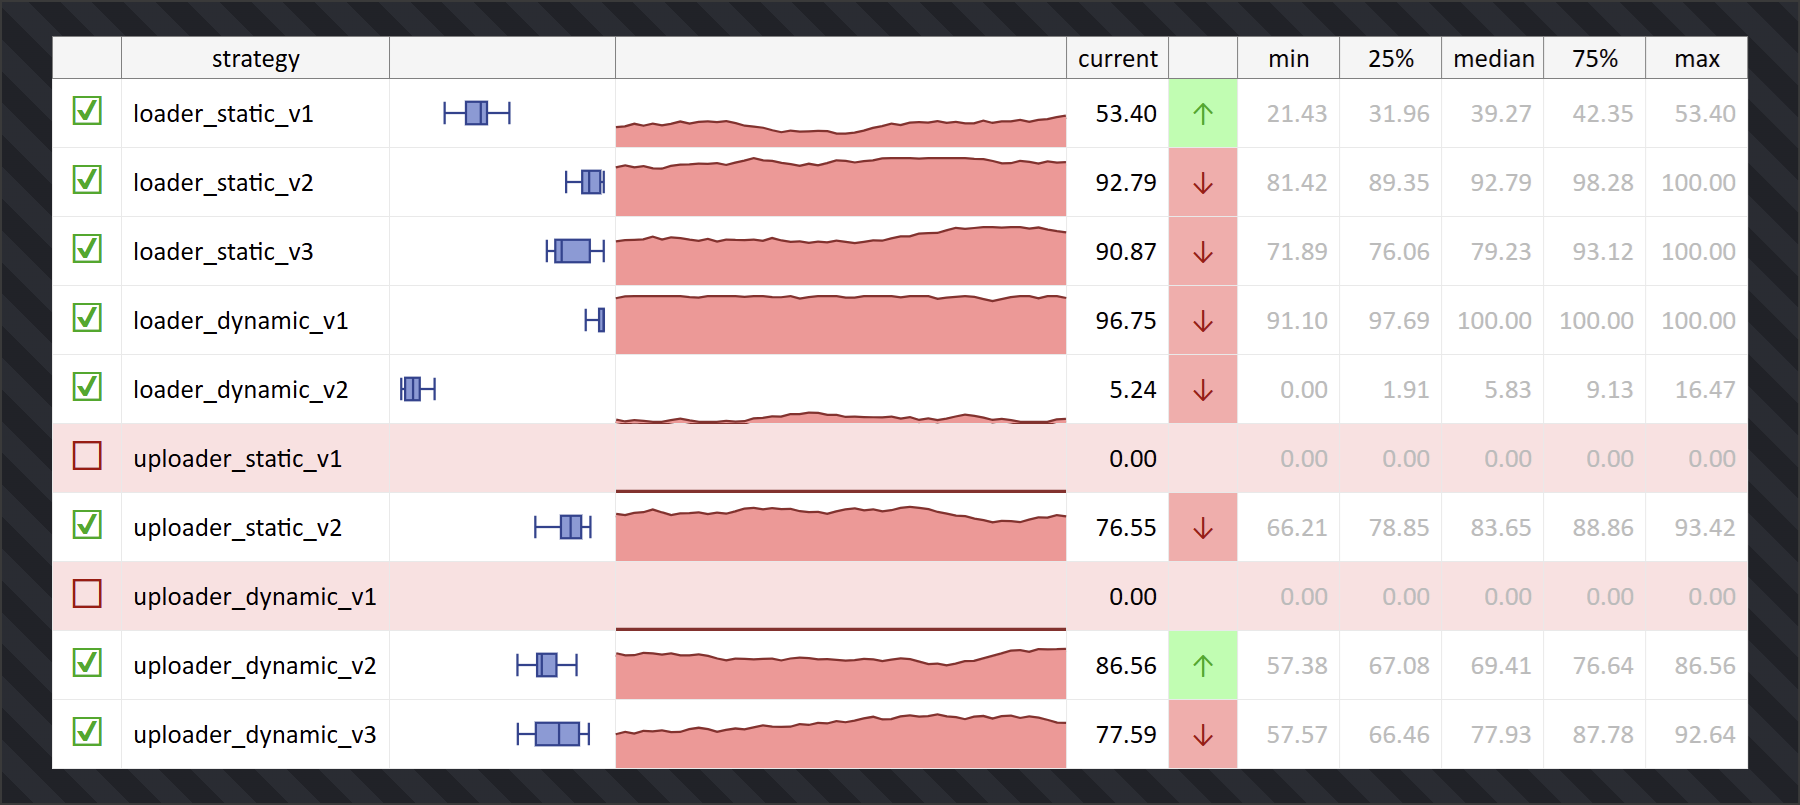 strategy current min 25% median 75% max
loader_static_v1 53.40 ↑ 21.43 31.96 39.27 42.35 53.40
loader_static_v2 92.79 ↓ 81.42 89.35 92.79 98.28 100.00
loader_static_v3 90.87 ↓ 71.89 76.06 79.23 93.12 100.00
loader_dynamic_v1 96.75 ↓ 91.10 97.69 100.00 100.00 100.00
loader_dynamic_v2 5.24 ↓ 0.00 1.91 5.83 9.13 16.47
uploader_static_v1 0.00 0.00 0.00 0.00 0.00 0.00
uploader_static_v2 76.55 ↓ 66.21 78.85 83.65 88.86 93.42
uploader_dynamic_v1 0.00 0.00 0.00 0.00 0.00 0.00
uploader_dynamic_v2 86.56 ↑ 57.38 67.08 69.41 76.64 86.56
uploader_dynamic_v3 77.59 ↓ 57.57 66.46 77.93 87.78 92.64